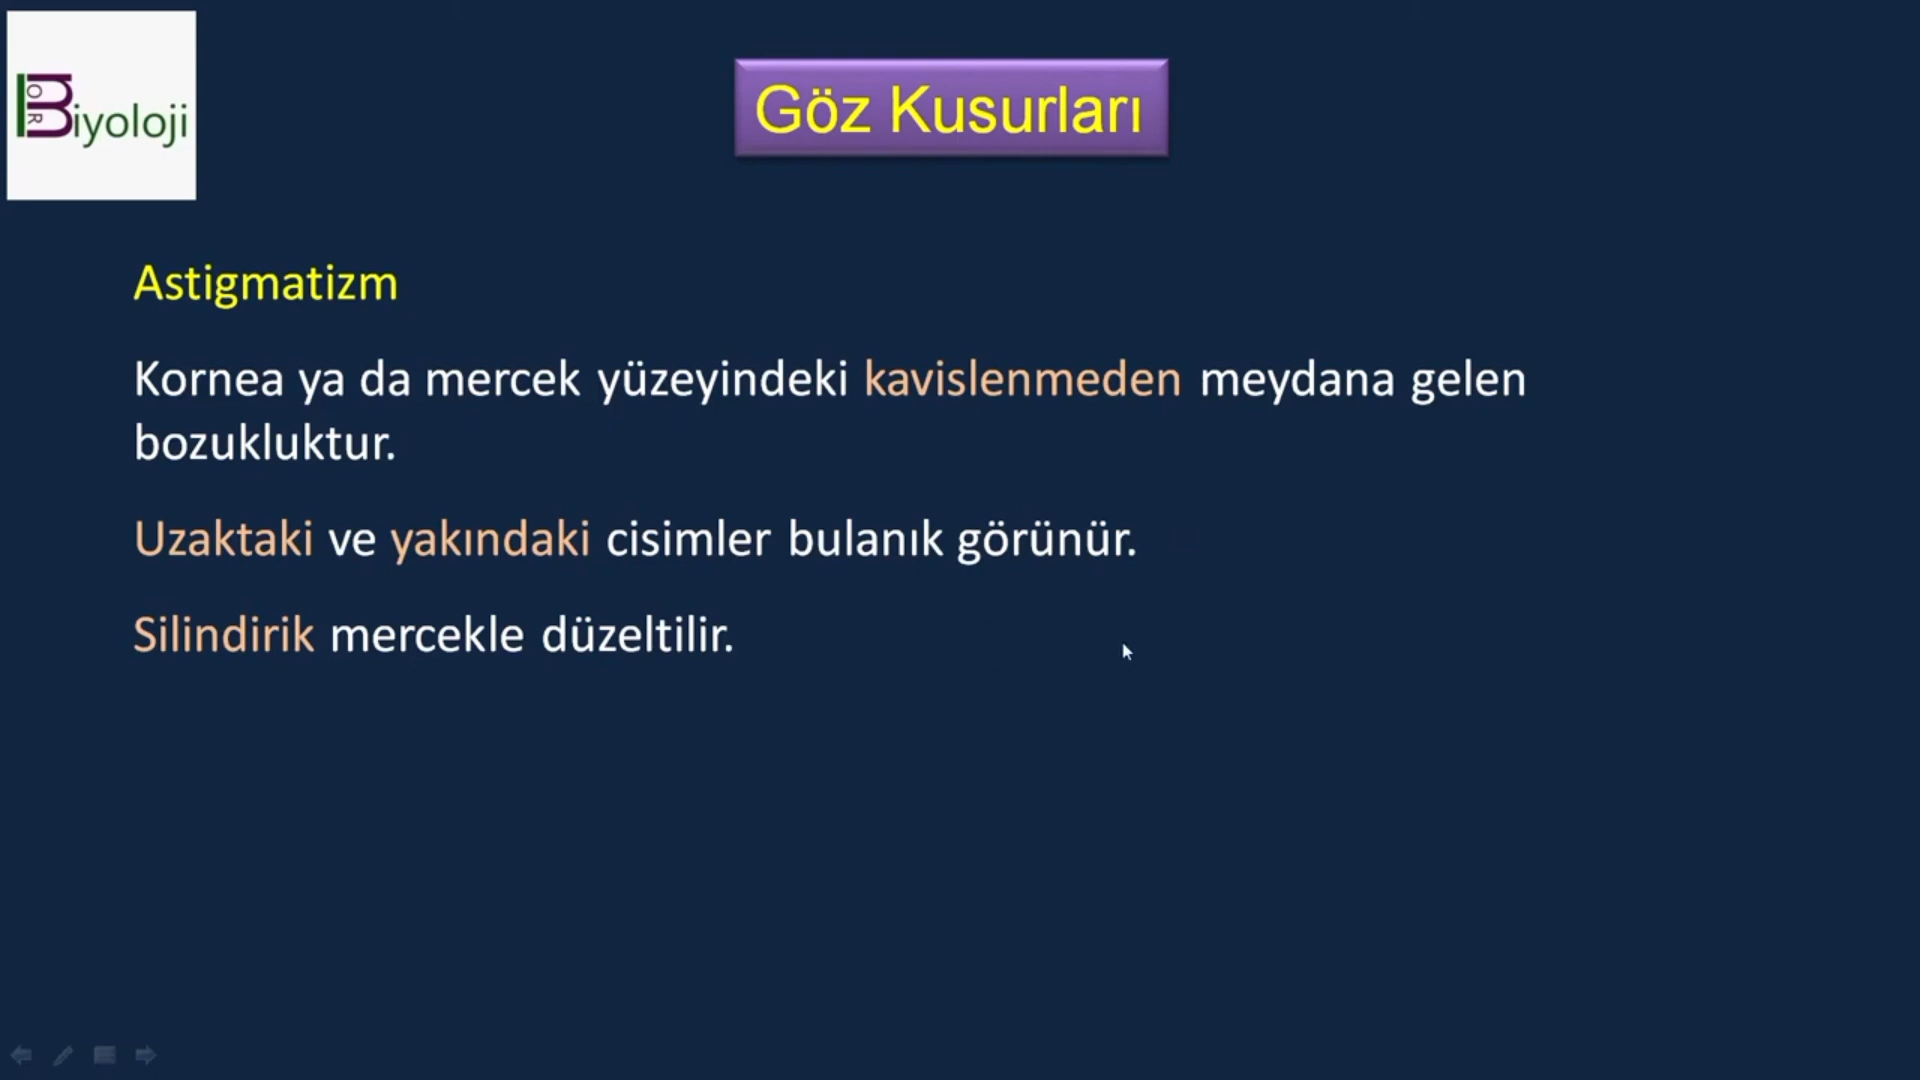 Biyoloji
OR
Göz Kusurları
Astigmatizm
Kornea ya da mercek yüzeyindeki kavislenmeden meydana gelen
bozukluktur.
Uzaktaki ve yakındaki cisimler bulanık görünür.
Silindirik mercekle düzeltilir.